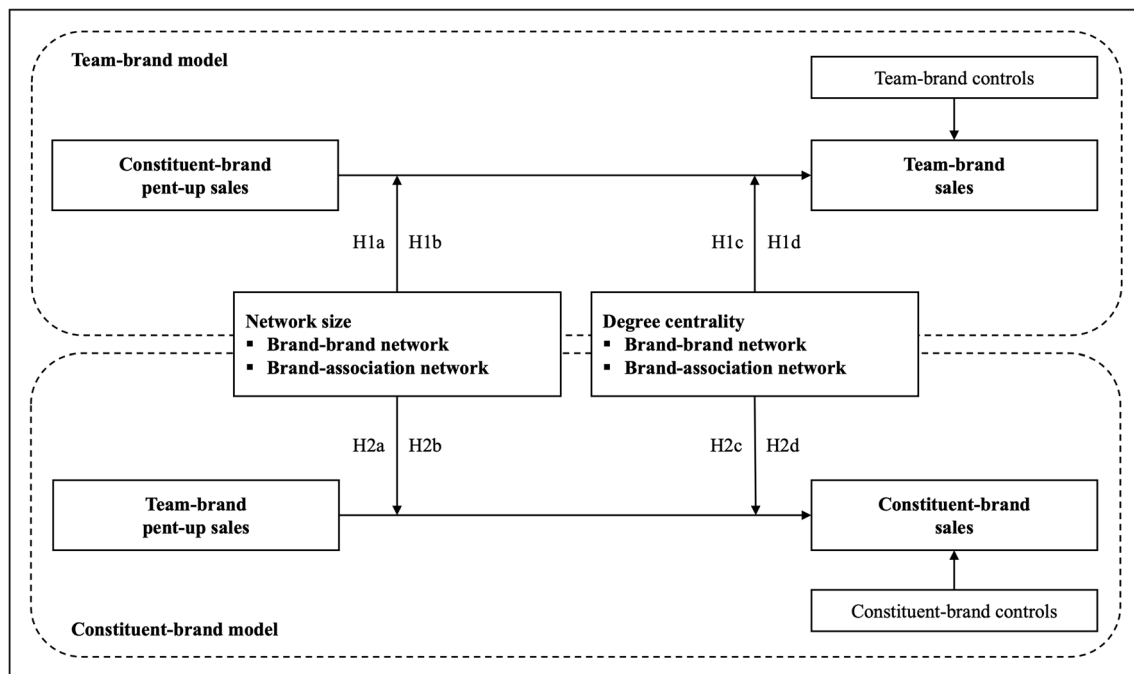 Team-brand model
Team-brand controls
Constituent-brand
pent-up sales
Team-brand
sales
H1a H1b
H1c H1d
Network size
▪ Brand-brand network
▪ Brand-association network
Degree centrality
▪ Brand-brand network
▪ Brand-association network
H2a H2b
H2c H2d
Team-brand
pent-up sales
Constituent-brand
sales
Constituent-brand controls
Constituent-brand model